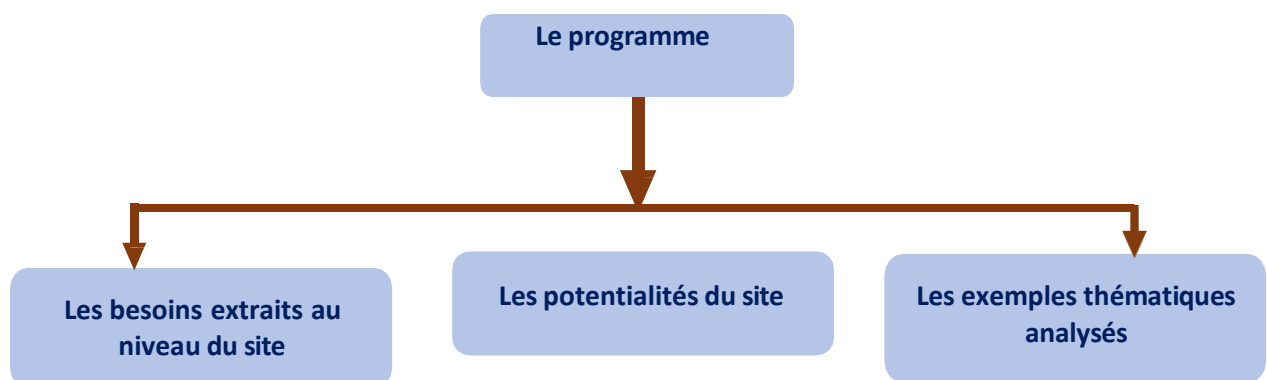 Le programme
Les besoins extraits au
niveau du site
Les potentialités du site
Les exemples thématiques
analysés